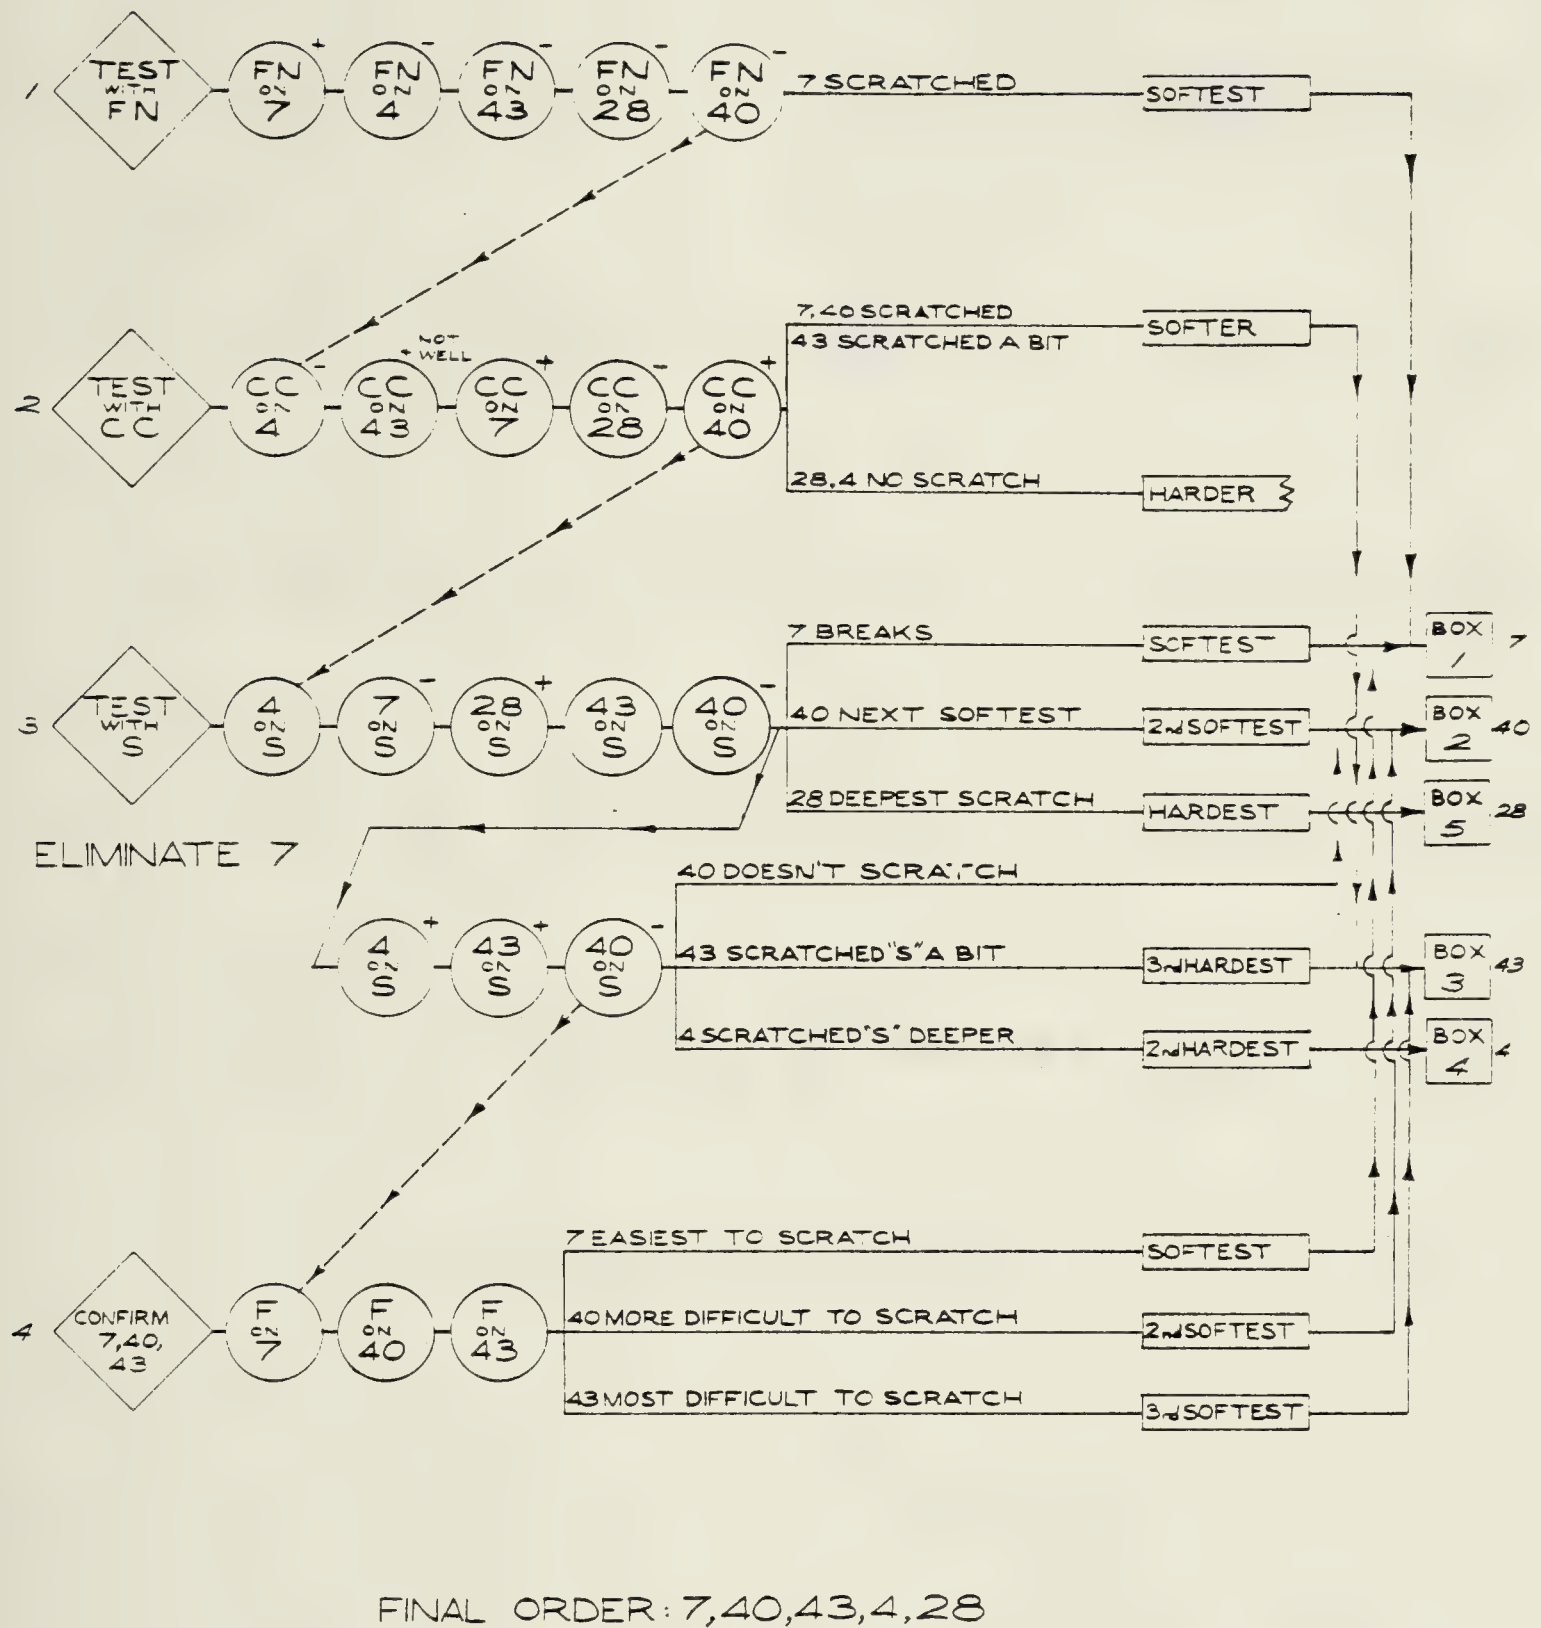 1
TEST
WITH
FN
FN
ON
7
+
FN
ON
4
-
FN
ON
43
-
FN
ON
28
-
FN
ON
40
-
7 SCRATCHED
SOFTEST
2
TEST
WITH
CC
CC
ON
4
-
CC
ON
43
NOT
+ WELL
CC
ON
7
+
CC
ON
28
-
CC
ON
40
+
7,40 SCRATCHED
43 SCRATCHED A BIT
SOFTER
28,4 NO SCRATCH
HARDER
3
TEST
WITH
S
4
ON
S
7
ON
S
-
28
ON
S
+
43
ON
S
40
ON
S
-
7 BREAKS
SOFTEST
BOX
1
7
40 NEXT SOFTEST
2nd SOFTEST
BOX
2
40
28 DEEPEST SCRATCH
HARDEST
BOX
5
28
ELIMINATE 7
4
ON
S
+
43
ON
S
+
40
ON
S
-
40 DOESN'T SCRATCH
43 SCRATCHED "S" A BIT
3rd HARDEST
BOX
3
43
4 SCRATCHED "S" DEEPER
2nd HARDEST
BOX
4
4
4
CONFIRM
7,40,
43
F
ON
7
F
ON
40
F
ON
43
7 EASIEST TO SCRATCH
SOFTEST
40 MORE DIFFICULT TO SCRATCH
2nd SOFTEST
43 MOST DIFFICULT TO SCRATCH
3rd SOFTEST
FINAL ORDER: 7,40,43,4,28